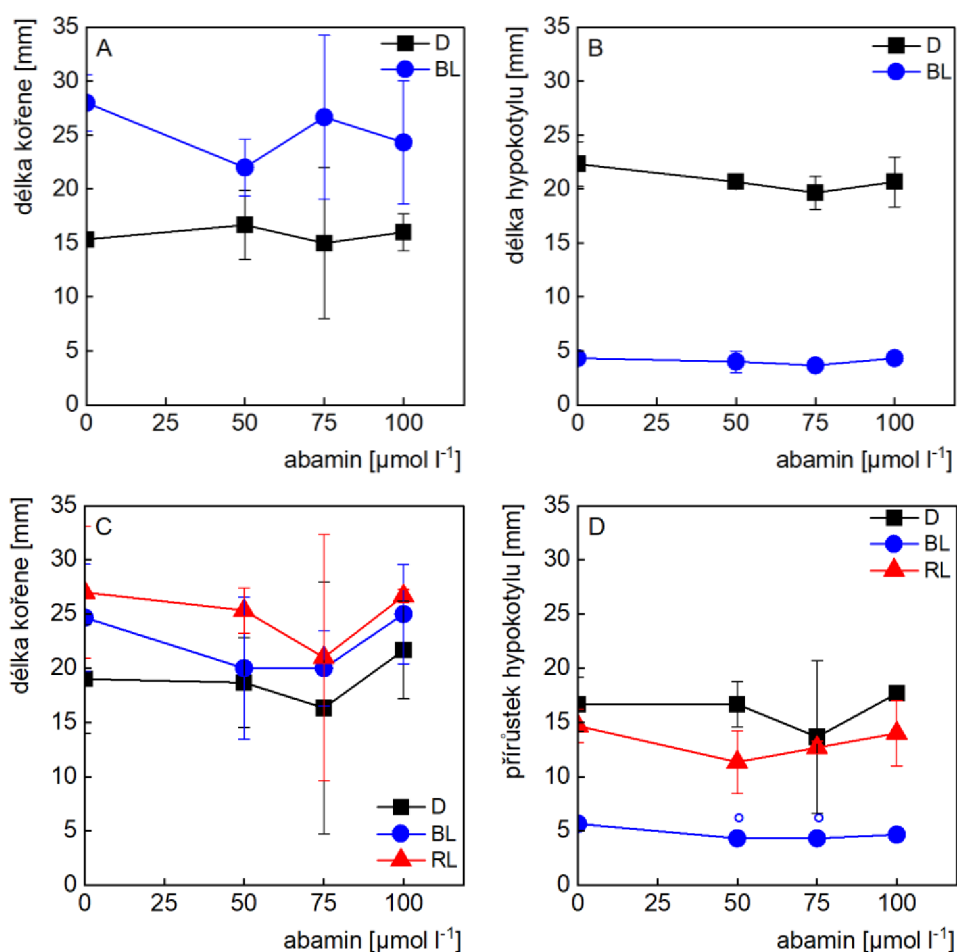 A
D
BL
délka kořene [mm]
35
30
25
20
15
10
5
0
0 25 50 75 100
abamin [µmol l⁻¹]
B
D
BL
délka hypokotylu [mm]
35
30
25
20
15
10
5
0
0 25 50 75 100
abamin [µmol l⁻¹]
C
délka kořene [mm]
35
30
25
20
15
10
5
0
D
BL
RL
0 25 50 75 100
abamin [µmol l⁻¹]
D
D
BL
RL
přírůstek hypokotylu [mm]
35
30
25
20
15
10
5
0
0 25 50 75 100
abamin [µmol l⁻¹]